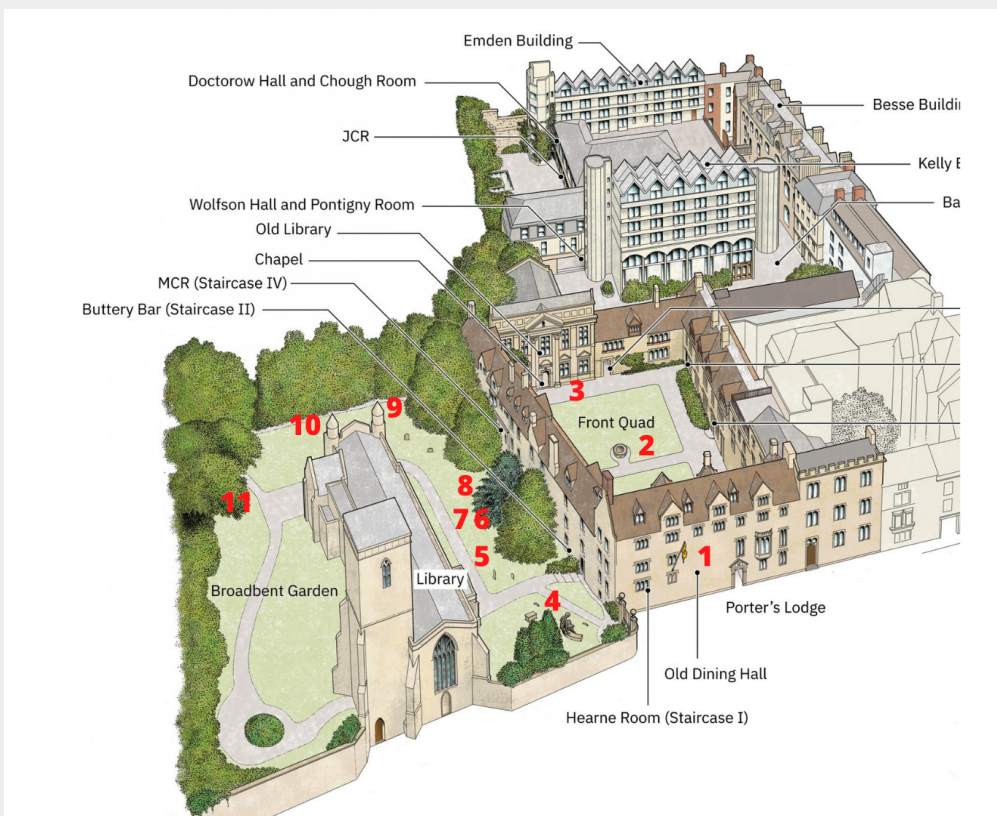 Emden Building
Doctorow Hall and Chough Room
Besse
JCR
Kelly
Wolfson Hall and Pontigny Room
Old Library
Chapel
MCR (Staircase IV)
Buttery Bar (Staircase II)
3
9
10
Front Quad
2
8
11
7 6
5
1
Library
Broadbent Garden
4
Porter’s Lodge
Old Dining Hall
Hearne Room (Staircase I)